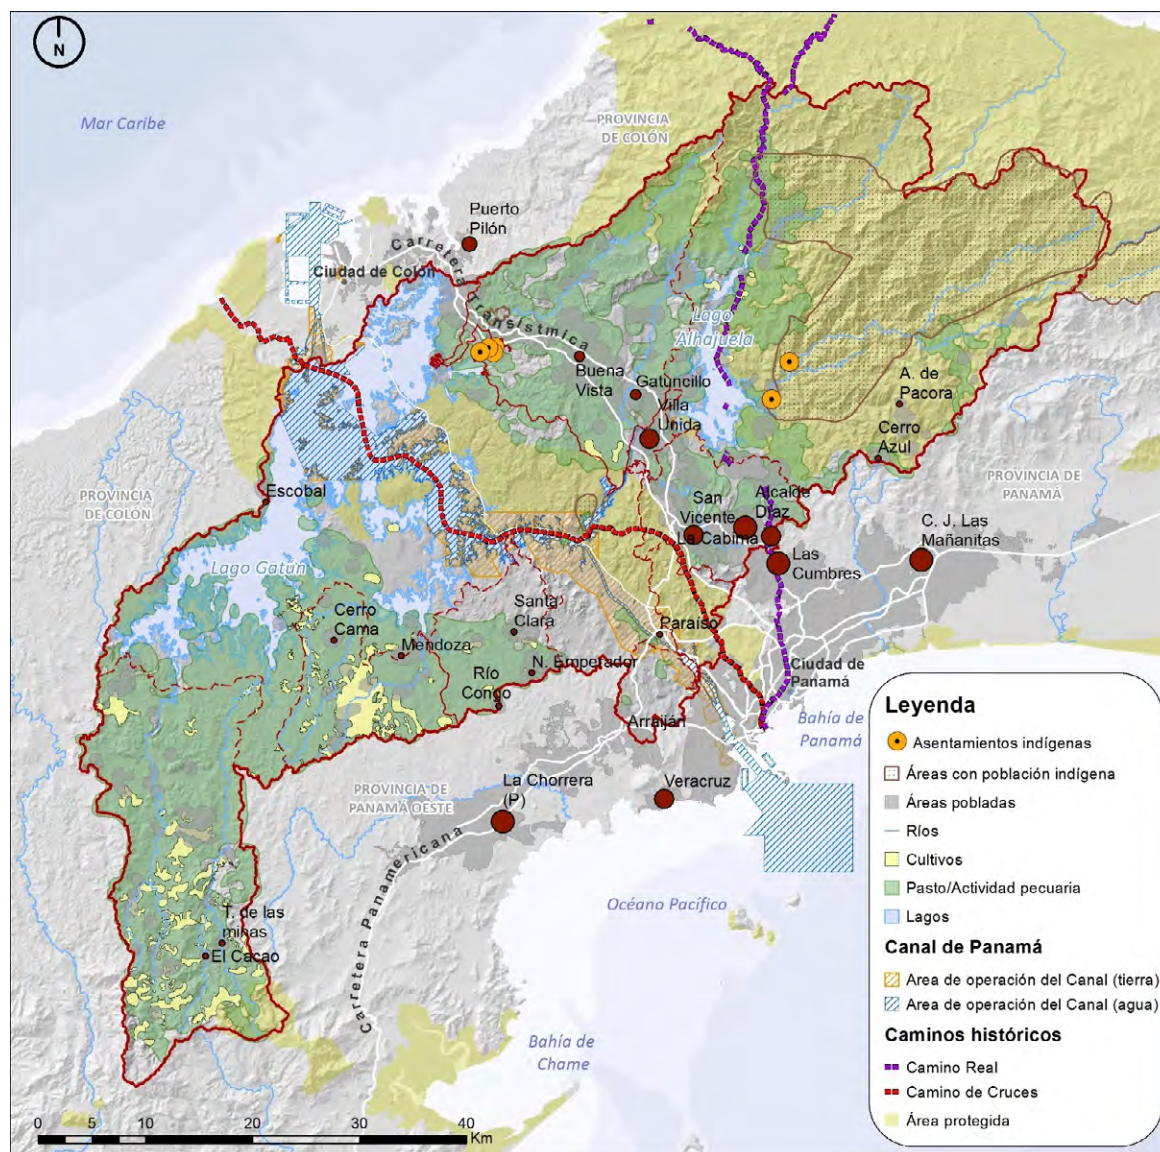 N
Mar Caribe
PROVINCIA
DE COLÓN
Puerto
Pilón
Carretera Transístmica
Ciudad de Colón
Lago
Alhajuela
Buena
Vista
Gatuncillo
Villa
Unida
A. de
Pacora
Cerro
Azul
PROVINCIA DE
PANAMÁ
PROVINCIA
DE COLÓN
Escobal
San
Vicente
Alcalde
Díaz
La Cabima
Las
Cumbres
C. J. Las
Mañanitas
Lago Gatún
Cerro
Cama
Mendoza
Santa
Clara
Paraíso
N. Emperador
Río
Congo
Ciudad de
Panamá
Arraiján
Bahía de
Panamá
PROVINCIA DE
PANAMÁ OESTE
La Chorrera
(P)
Veracruz
Carretera Panamericana
Océano Pacífico
T. de las
minas
El Cacao
Bahía de
Chame
0 5 10 20 30 40
Km
Leyenda
Asentamientos indígenas
Áreas con población indígena
Áreas pobladas
Ríos
Cultivos
Pasto/Actividad pecuaria
Lagos
Canal de Panamá
Area de operación del Canal (tierra)
Area de operación del Canal (agua)
Caminos históricos
Camino Real
Camino de Cruces
Área protegida